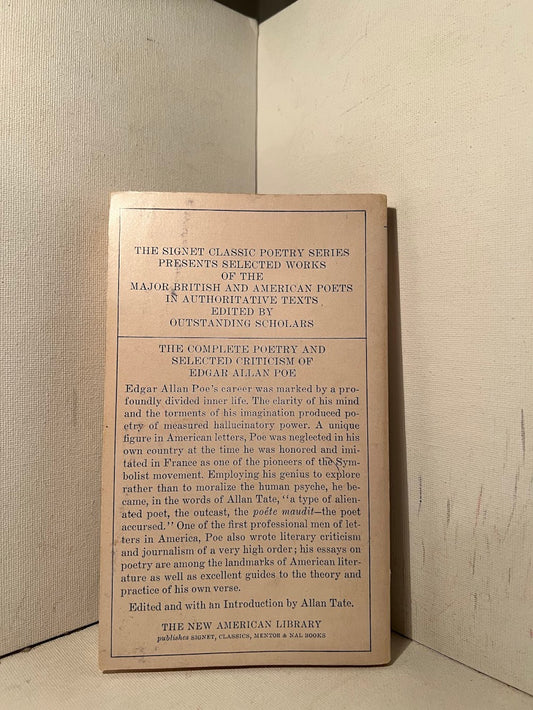 THE SIGNET CLASSIC POETRY SERIES
PRESENTS SELECTED WORKS
OF THE
MAJOR BRITISH AND AMERICAN POETS
IN AUTHORITATIVE TEXTS
EDITED BY
OUTSTANDING SCHOLARS
THE COMPLETE POETRY AND
SELECTED CRITICISM OF
EDGAR ALLAN POE
Edgar Allan Poe's career was marked by a pro-
foundly divided inner life. The clarity of his mind
and the torments of his imagination produced po-
etry of measured hallucinatory power. A unique
figure in American letters, Poe was neglected in his
own country at the time he was honored and imi-
tated in France as one of the pioneers of the Sym-
bolist movement. Employing his genius to explore
rather than to moralize the human psyche, he be-
came, in the words of Allan Tate, "a type of alien-
ated poet, the outcast, the poéte maudit—the poet
accursed." One of the first professional men of let-
ters in America, Poe also wrote literary criticism
and journalism of a very high order; his essays on
poetry are among the landmarks of American liter-
ature as well as excellent guides to the theory and
practice of his own verse.
Edited and with an Introduction by Allan Tate.
THE NEW AMERICAN LIBRARY
publishes SIGNET, CLASSICS, MENTOR & NAL BOOKS